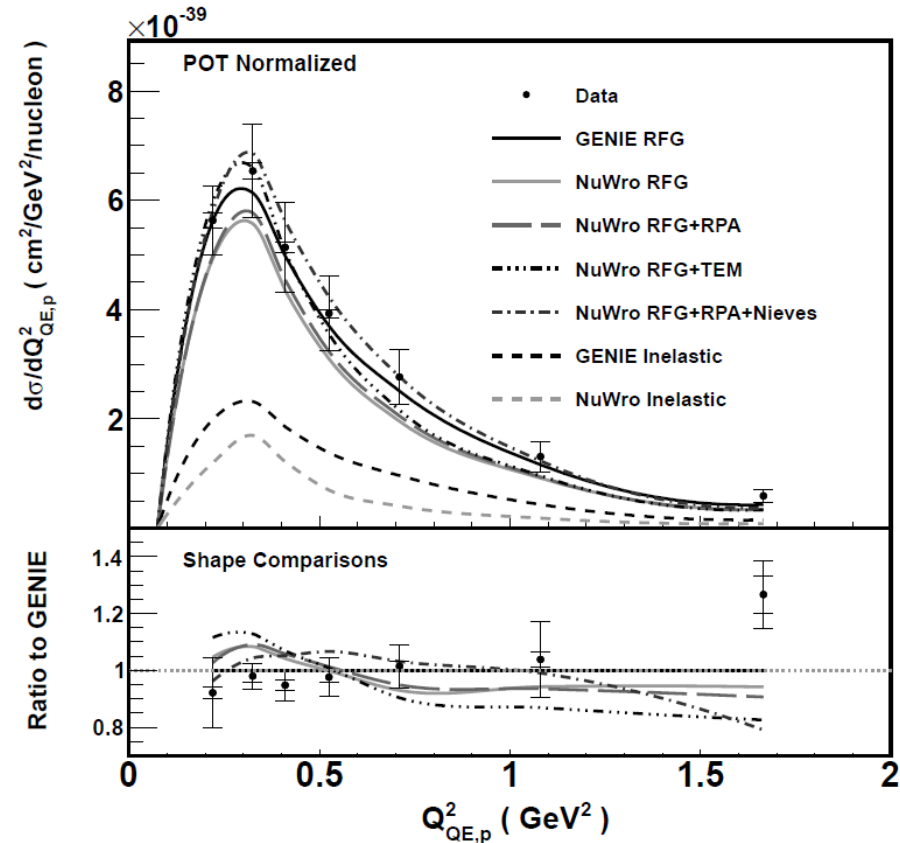 ×10⁻³⁹
dσ/dQ²_QE,p ( cm²/GeV²/nucleon)
8
6
4
2
POT Normalized
Data
GENIE RFG
NuWro RFG
NuWro RFG+RPA
NuWro RFG+TEM
NuWro RFG+RPA+Nieves
GENIE Inelastic
NuWro Inelastic
Ratio to GENIE
1.4
1.2
1
0.8
Shape Comparisons
0 0.5 1 1.5 2
Q²_QE,p ( GeV² )